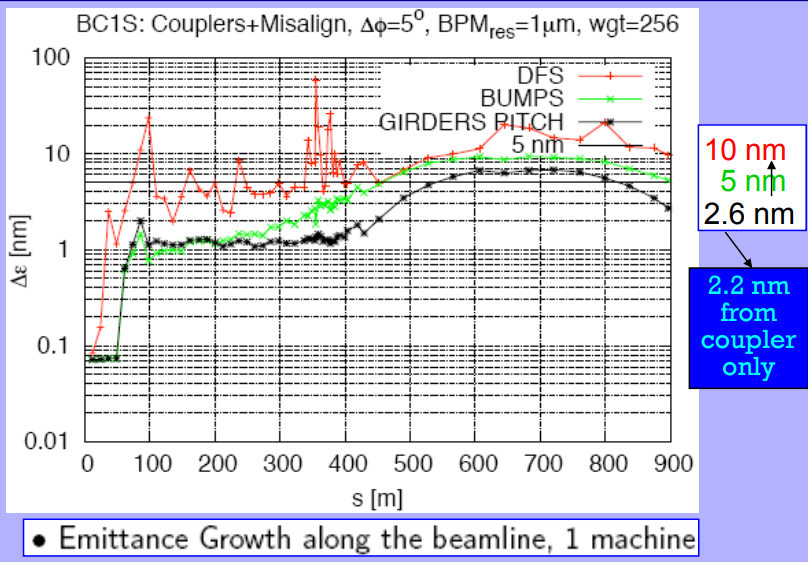 BC1S: Couplers+Misalign, Δϕ=5°, BPMres=1μm, wgt=256
100
10
1
0.1
0.01
Δε [nm]
DFS
BUMPS
GIRDERS PITCH
5 nm
0 100 200 300 400 500 600 700 800 900
s [m]
10 nm
5 nm
2.6 nm
2.2 nm
from
coupler
only
• Emittance Growth along the beamline, 1 machine